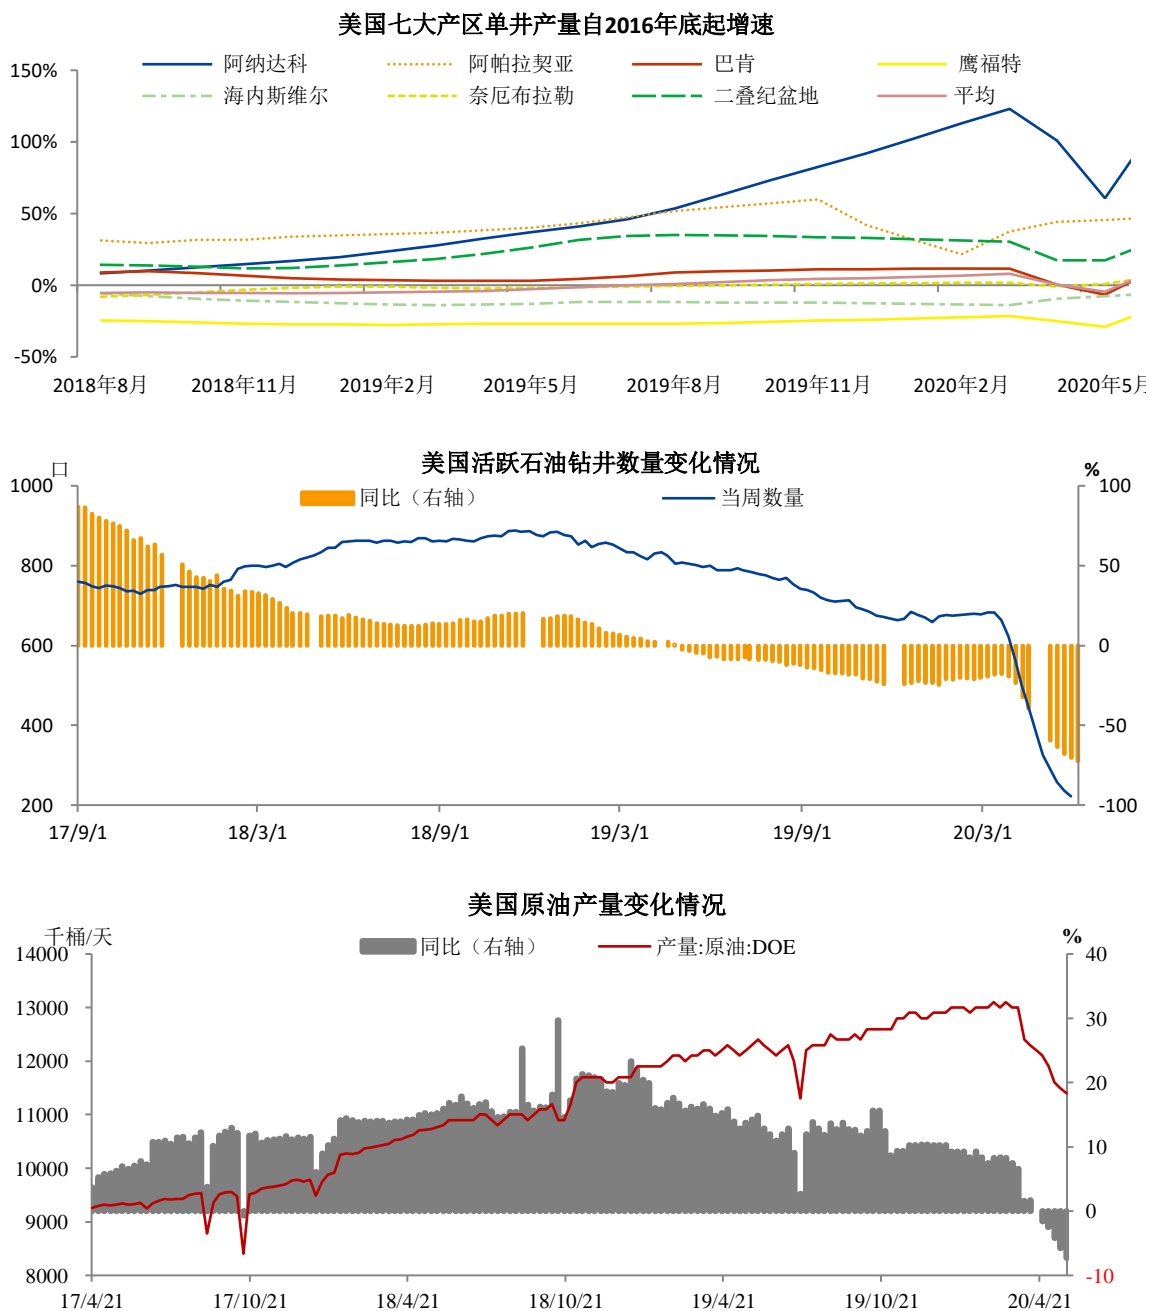 美国七大产区单井产量自2016年底起增速
150%
阿纳达科 阿帕拉契亚 巴肯 鹰福特
海内斯维尔 奈厄布拉勒 二叠纪盆地 平均
100%
50%
0%
-50%
2018年8月 2018年11月 2019年2月 2019年5月 2019年8月 2019年11月 2020年2月 2020年5月
美国活跃石油钻井数量变化情况
口 %
1000 100
同比（右轴） 当周数量
800 50
600 0
400 -50
200 -100
17/9/1 18/3/1 18/9/1 19/3/1 19/9/1 20/3/1
美国原油产量变化情况
千桶/天 %
14000 40
同比（右轴） 产量:原油:DOE
13000 30
12000 20
11000
10000 10
9000 0
8000 -10
17/4/21 17/10/21 18/4/21 18/10/21 19/4/21 19/10/21 20/4/21